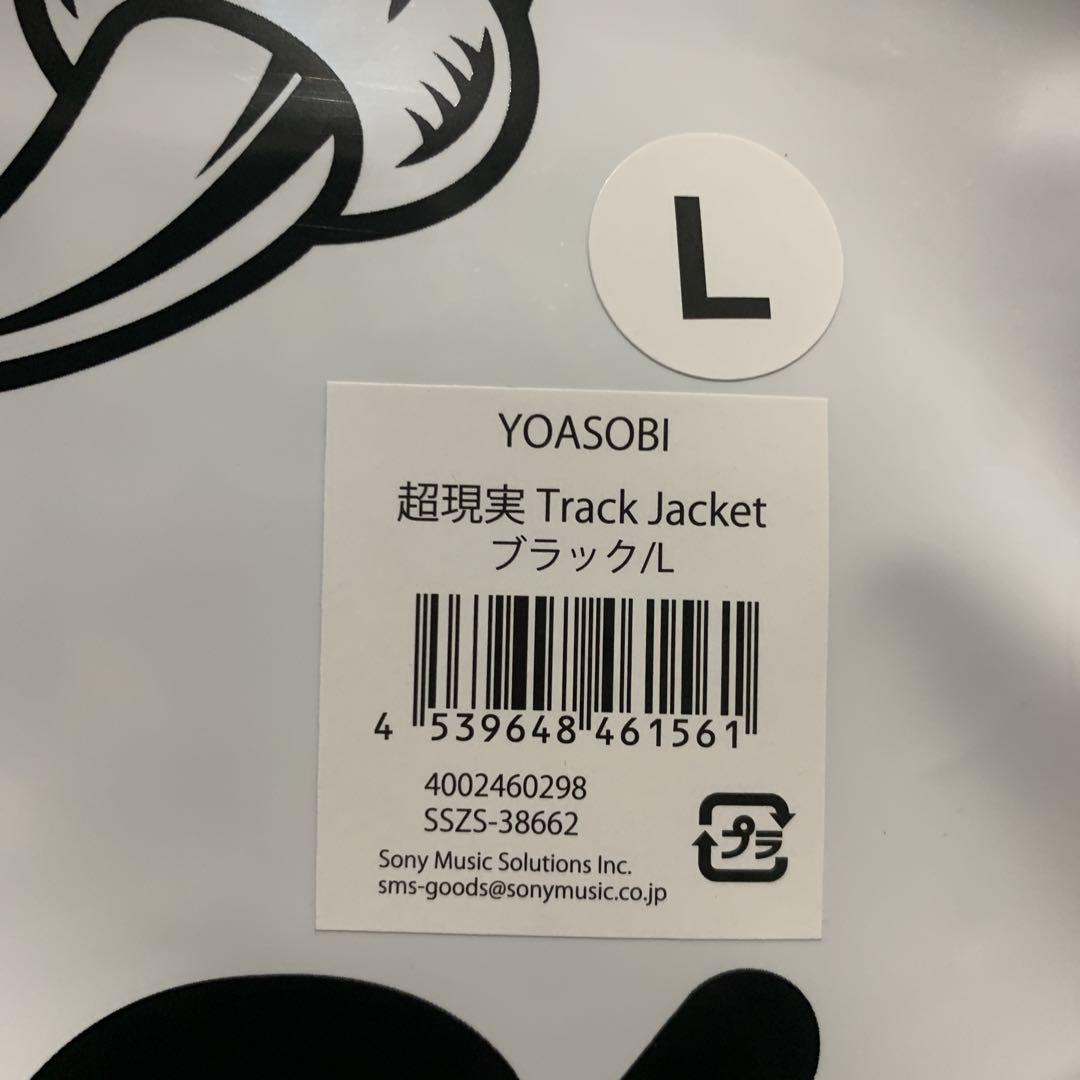 L
YOASOBI
超現実 Track Jacket
ブラック/L
4 539648 461561
4002460298
SSZS-38662
プラ
Sony Music Solutions Inc.
sms-goods@sonymusic.co.jp